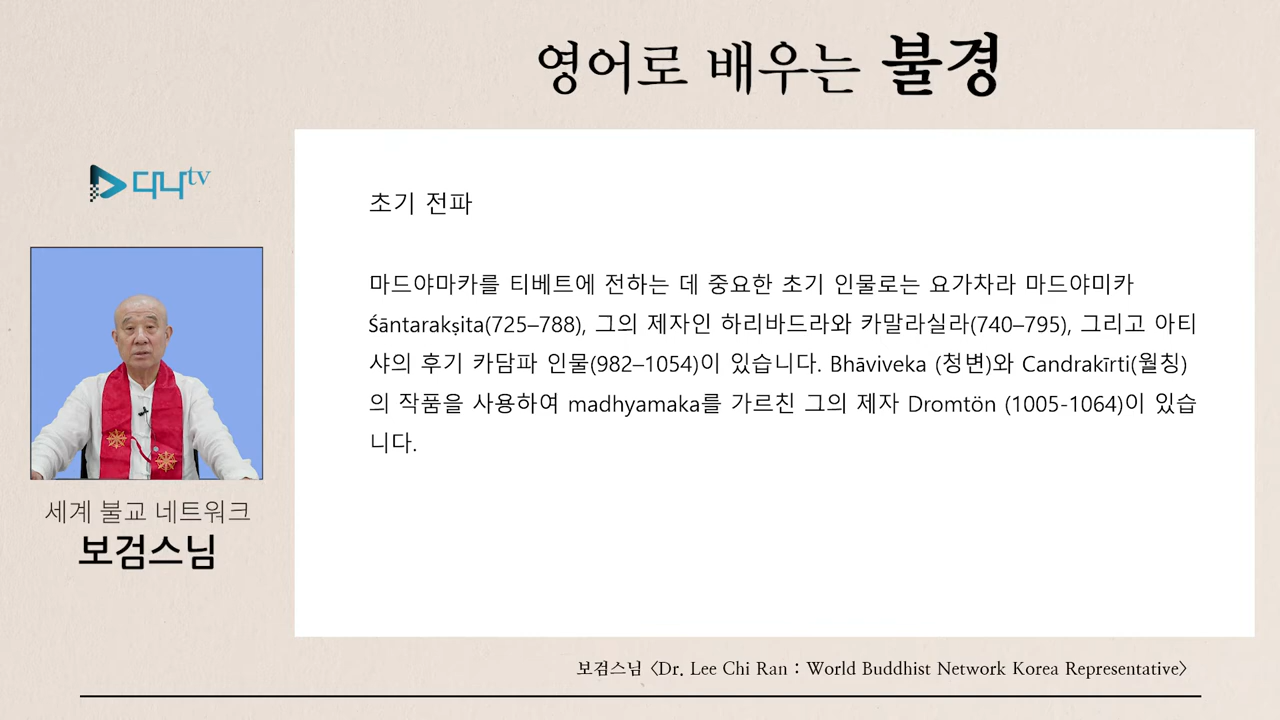 영어로 배우는 불경
디나tv
초기 전파
마드야마카를 티베트에 전하는 데 중요한 초기 인물로는 요가차라 마드야미카
Śāntarakṣita(725–788), 그의 제자인 하리바드라와 카말라실라(740–795), 그리고 아티
샤의 후기 카담파 인물(982–1054)이 있습니다. Bhāviveka (청변)와 Candrakīrti(월칭)
의 작품을 사용하여 madhyamaka를 가르친 그의 제자 Dromtön (1005-1064)이 있습
니다.
세계 불교 네트워크
보검스님
보검스님 <Dr. Lee Chi Ran : World Buddhist Network Korea Representative>